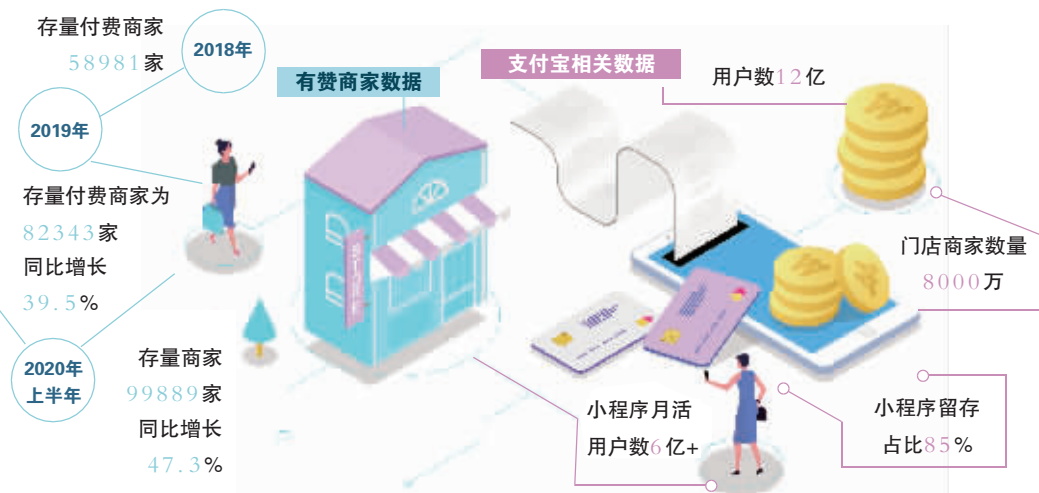 存量付费商家
58981家
2018年
有赞商家数据
2019年
存量付费商家为
82343家
同比增长
39.5%
2020年
上半年
存量商家
99889家
同比增长
47.3%
支付宝相关数据
用户数12亿
门店商家数量
8000万
小程序月活
用户数6亿+
小程序留存
占比85%